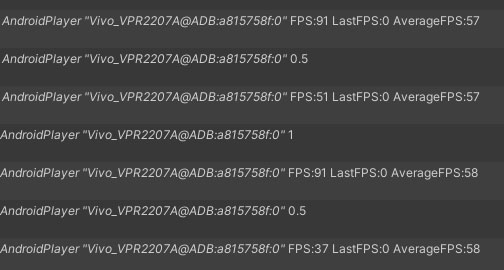 AndroidPlayer "Vivo_VPR2207A@ADB:a815758f:0" FPS:91 LastFPS:0 AverageFPS:57
AndroidPlayer "Vivo_VPR2207A@ADB:a815758f:0" 0.5
AndroidPlayer "Vivo_VPR2207A@ADB:a815758f:0" FPS:51 LastFPS:0 AverageFPS:57
AndroidPlayer "Vivo_VPR2207A@ADB:a815758f:0" 1
AndroidPlayer "Vivo_VPR2207A@ADB:a815758f:0" FPS:91 LastFPS:0 AverageFPS:58
AndroidPlayer "Vivo_VPR2207A@ADB:a815758f:0" 0.5
AndroidPlayer "Vivo_VPR2207A@ADB:a815758f:0" FPS:37 LastFPS:0 AverageFPS:58